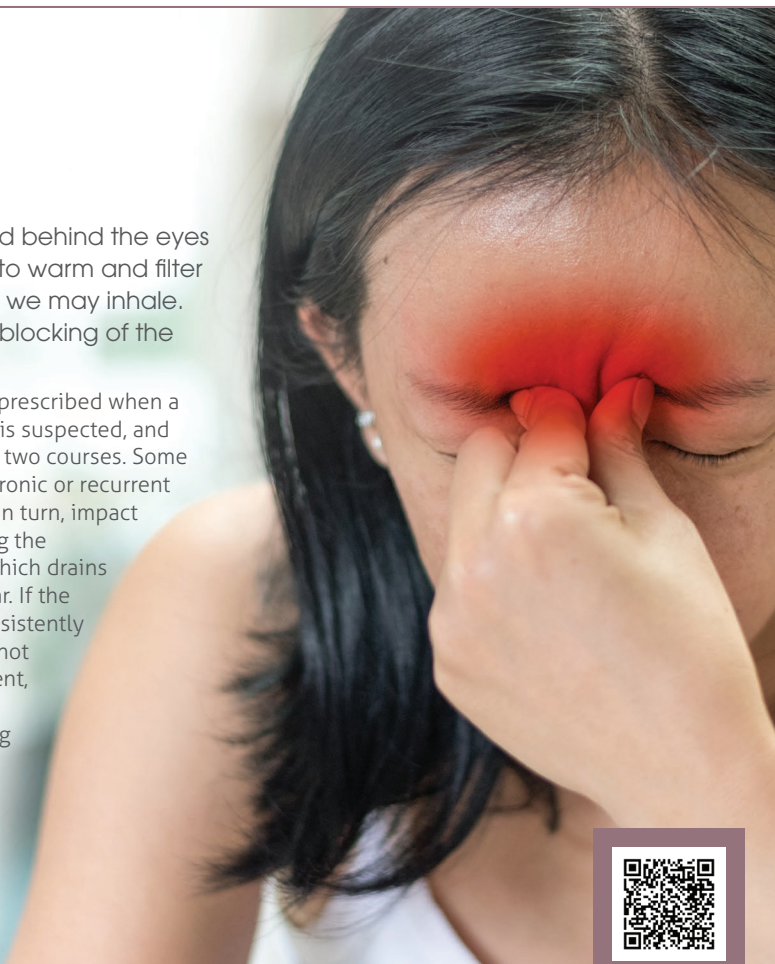 d behind the eyes
to warm and filter
we may inhale.
blocking of the
prescribed when a
is suspected, and
two courses. Some
ronic or recurrent
n turn, impact
g the
hich drains
r. If the
sistently
not
ent,
g